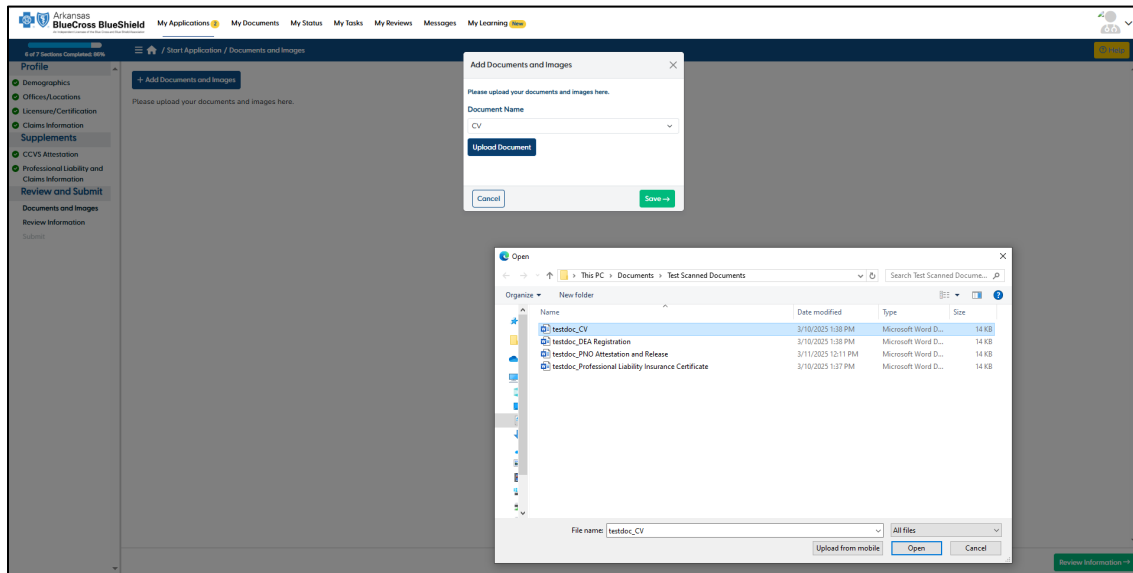 Arkansas
BlueCross BlueShield
My Applications 2 My Documents My Status My Tasks My Reviews Messages My Learning New
6 of 7 Sections Completed: 86%
/ Start Application / Documents and Images
Help
Profile
Demographics
Offices/Locations
Licensure/Certification
Claims Information
Supplements
CCVS Attestation
Professional Liability and
Claims Information
Review and Submit
Documents and Images
Review Information
Submit
+ Add Documents and Images
Please upload your documents and images here.
Add Documents and Images
Please upload your documents and images here.
Document Name
CV
Upload Document
Cancel
Save →
Open
This PC > Documents > Test Scanned Documents
Search Test Scanned Docume...
Organize New folder
Name Date modified Type Size
testdoc_CV 3/10/2025 1:38 PM Microsoft Word D... 14 KB
testdoc_DEA Registration 3/10/2025 1:38 PM Microsoft Word D... 14 KB
testdoc_PNO Attestation and Release 3/11/2025 12:11 PM Microsoft Word D... 14 KB
testdoc_Professional Liability Insurance Certificate 3/10/2025 1:37 PM Microsoft Word D... 14 KB
File name: testdoc_CV
All files
Upload from mobile Open Cancel
Review Information →